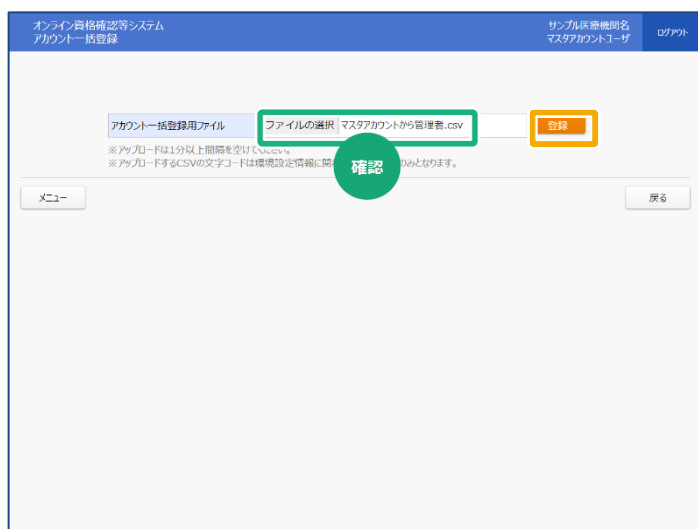 オンライン資格確認等システム
アカウント一括登録
サンプル医療機関名
マスタアカウントユーザ
ログアウト
アカウント一括登録用ファイル
ファイルの選択 マスタアカウントから管理者.csv
登録
※アップロードは1分以上間隔を空けてください。
※アップロードするCSVの文字コードは環境設定情報に関わ のみとなります。
確認
メニュー
戻る